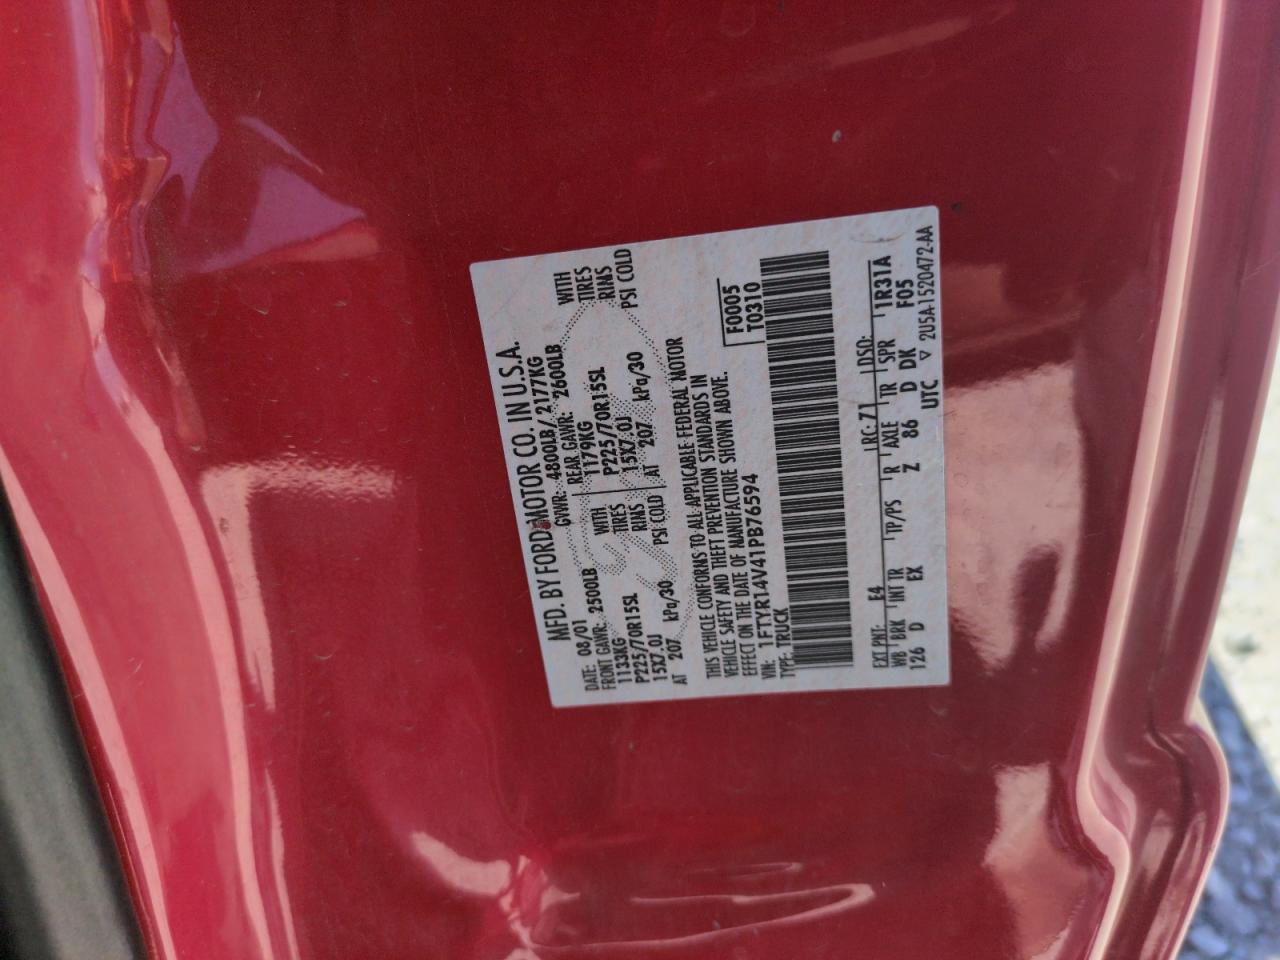 MFD. BY FORD MOTOR CO. IN U.S.A.
DATE: 08/01 GVWR: 4800LB/2177KG
FRONT GAWR: 2500LB REAR GAWR: 2600LB
1133KG WITH 1179KG WITH
P225/70R15SL TIRES P225/70R15SL TIRES
15X7.0J RIMS 15X7.0J RIMS
AT 207 kPa/30 PSI COLD AT 207 kPa/30 PSI COLD
THIS VEHICLE CONFORMS TO ALL APPLICABLE FEDERAL MOTOR
VEHICLE SAFETY AND THEFT PREVENTION STANDARDS IN
EFFECT ON THE DATE OF MANUFACTURE SHOWN ABOVE.
VIN: 1FTYR14V41PB76594 F0005
TYPE: TRUCK T0310
EXT PNT: E4 RC: 71 DSO:
WB BRK INT TR TP/PS R AXLE TR SPR 1R31A
126 D EX Z 86 D DK F05
UTC ▽ 2U5A-1520472-AA